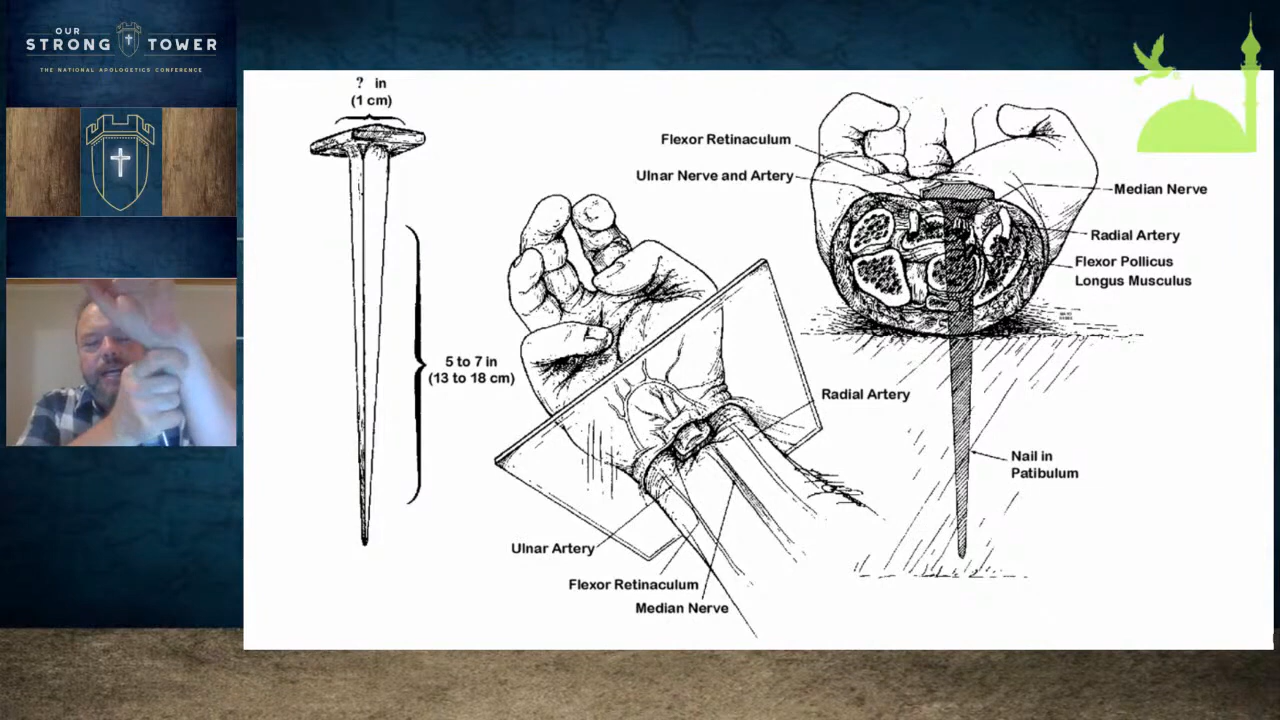 OUR
STRONG TOWER
THE NATIONAL APOLOGETICS CONFERENCE
? in
(1 cm)
5 to 7 in
(13 to 18 cm)
Flexor Retinaculum
Ulnar Nerve and Artery
Median Nerve
Radial Artery
Flexor Pollicus
Longus Musculus
Radial Artery
Nail in
Patibulum
Ulnar Artery
Flexor Retinaculum
Median Nerve